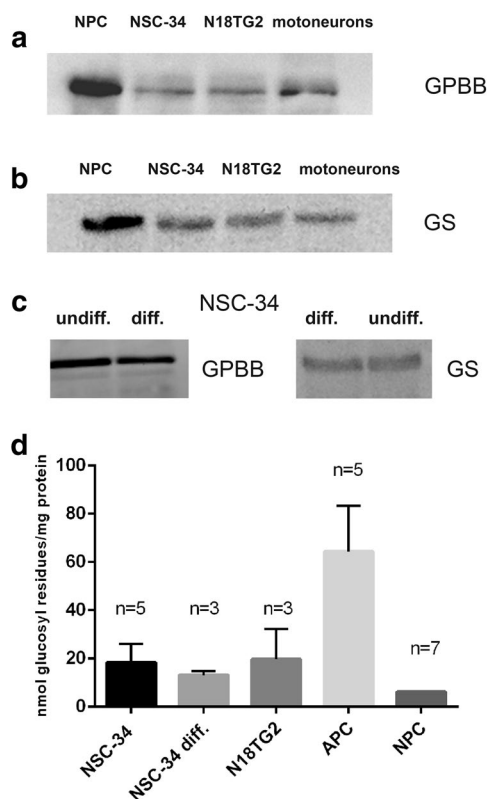 a
NPC NSC-34 N18TG2 motoneurons
GPBB
b
NPC NSC-34 N18TG2 motoneurons
GS
c
NSC-34
undiff. diff.
GPBB
diff. undiff.
GS
d
nmol glucosyl residues/mg protein
100
80
60
40
20
0
n=5
n=3
n=3
n=5
n=7
NSC-34
NSC-34 diff.
N18TG2
APC
NPC